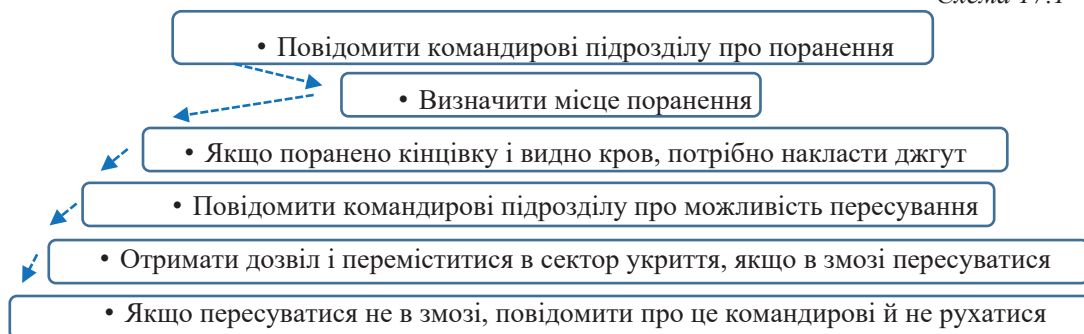 Схема 17.1
• Повідомити командирові підрозділу про поранення
• Визначити місце поранення
• Якщо поранено кінцівку і видно кров, потрібно накласти джгут
• Повідомити командирові підрозділу про можливість пересування
• Отримати дозвіл і переміститися в сектор укриття, якщо в змозі пересуватися
• Якщо пересуватися не в змозі, повідомити про це командирові й не рухатися